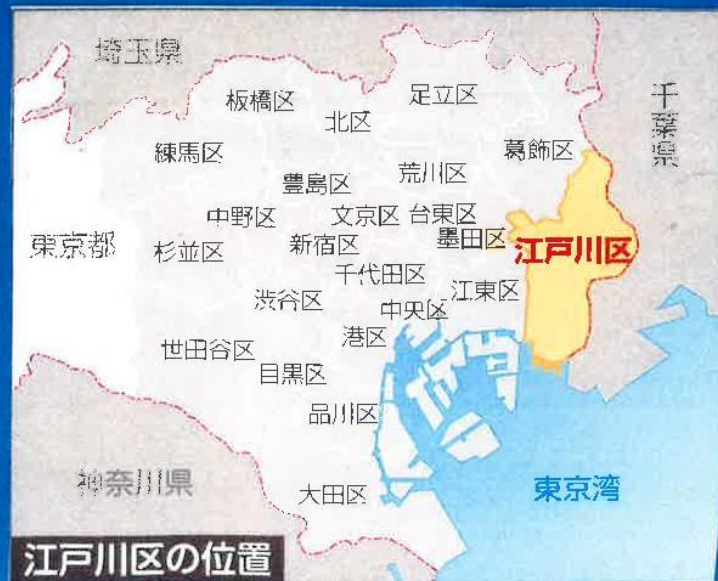 埼玉県
千葉県
足立区
板橋区
北区
葛飾区
練馬区
荒川区
豊島区
中野区
文京区
台東区
墨田区
江戸川区
東京都
杉並区
新宿区
千代田区
江東区
渋谷区
中央区
港区
世田谷区
目黒区
品川区
神奈川県
大田区
東京湾
江戸川区の位置